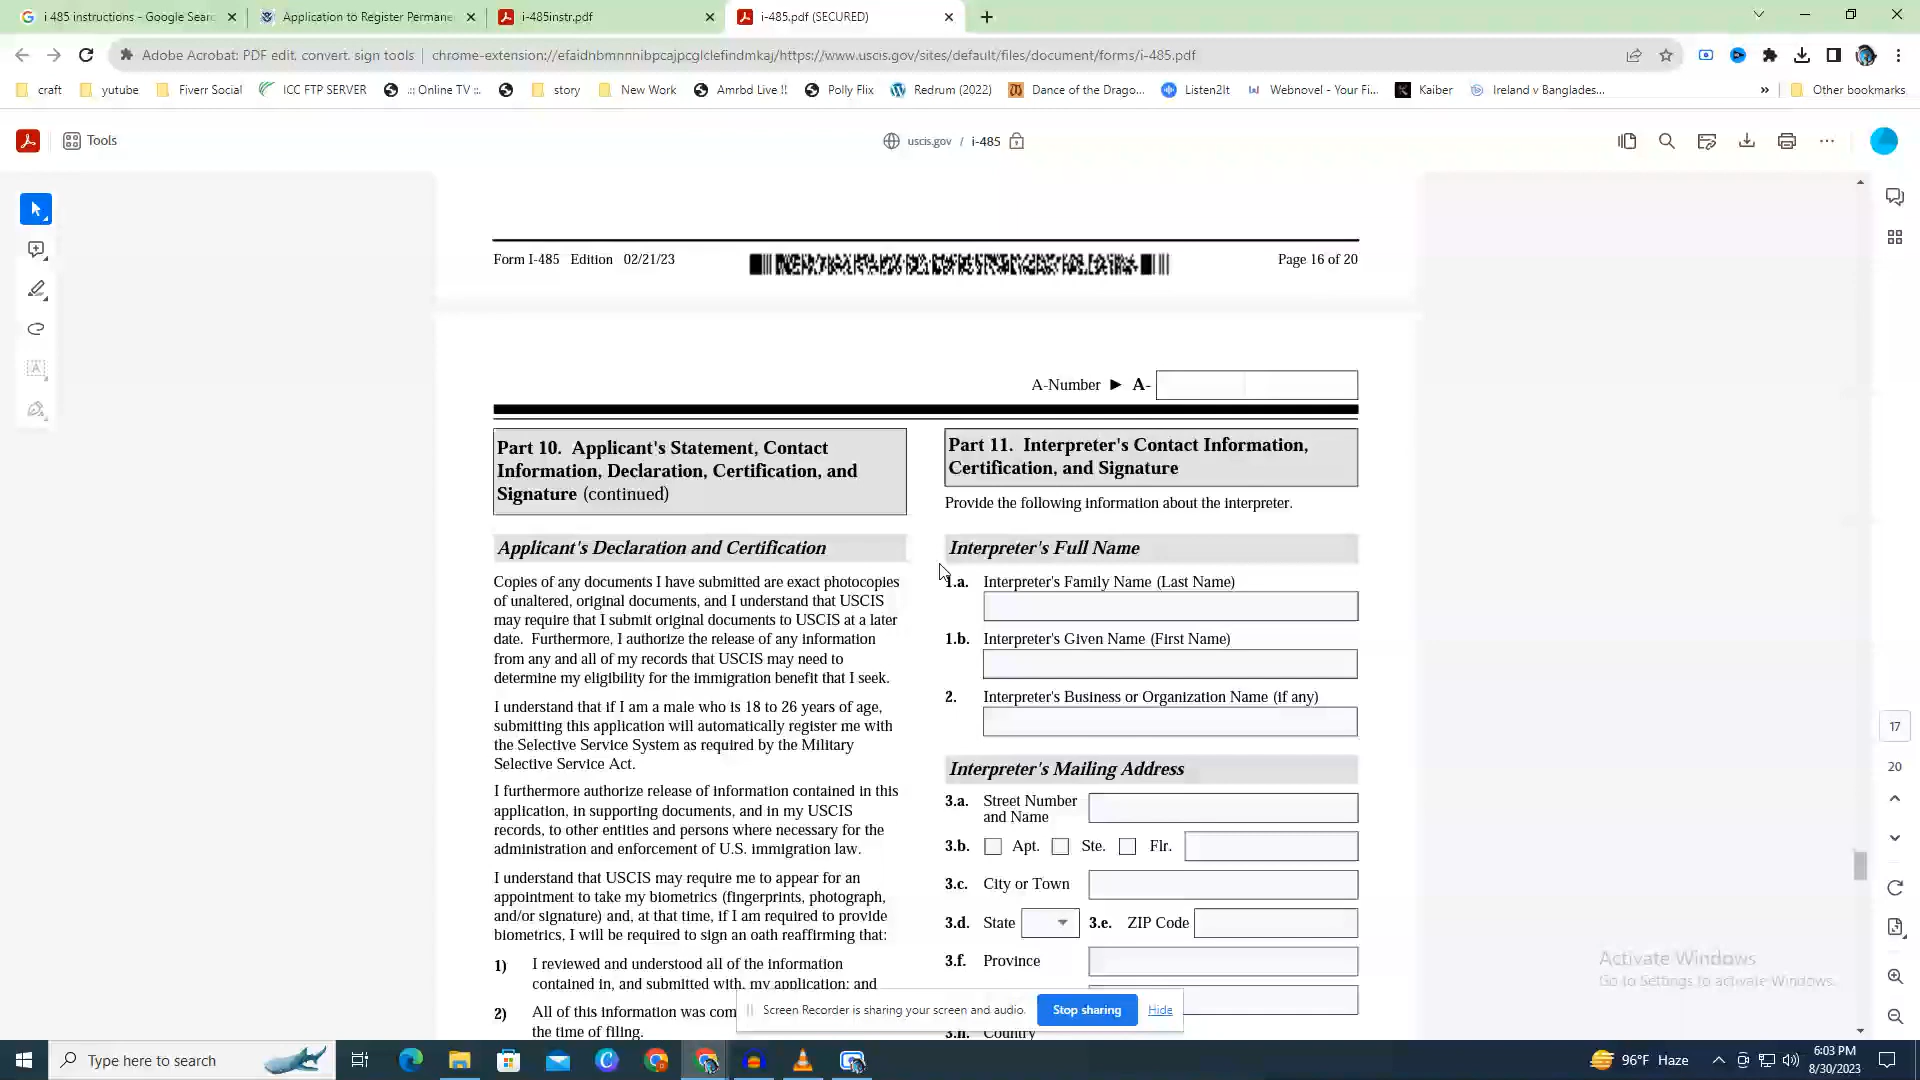 i 485 instructions - Google Sear
Application to Register Permane
i-485instr.pdf
i-485.pdf (SECURED)
Adobe Acrobat: PDF edit, convert, sign tools
chrome-extension://efaidnbmnnnibpcajpcglclefindmkaj/https://www.uscis.gov/sites/default/files/document/forms/i-485.pdf
craft
yutube
Fiverr Social
ICC FTP SERVER
.:: Online TV ::.
story
New Work
Amrbd Live !!
Polly Flix
Redrum (2022)
Dance of the Drago...
Listen2It
Webnovel - Your Fi...
Kaiber
Ireland v Banglades...
»
Other bookmarks
Tools
uscis.gov / i-485
Form I-485 Edition 02/21/23
Page 16 of 20
A-Number ► A-
Part 10. Applicant's Statement, Contact
Information, Declaration, Certification, and
Signature (continued)
Applicant's Declaration and Certification
Copies of any documents I have submitted are exact photocopies
of unaltered, original documents, and I understand that USCIS
may require that I submit original documents to USCIS at a later
date. Furthermore, I authorize the release of any information
from any and all of my records that USCIS may need to
determine my eligibility for the immigration benefit that I seek.
I understand that if I am a male who is 18 to 26 years of age,
submitting this application will automatically register me with
the Selective Service System as required by the Military
Selective Service Act.
I furthermore authorize release of information contained in this
application, in supporting documents, and in my USCIS
records, to other entities and persons where necessary for the
administration and enforcement of U.S. immigration law.
I understand that USCIS may require me to appear for an
appointment to take my biometrics (fingerprints, photograph,
and/or signature) and, at that time, if I am required to provide
biometrics, I will be required to sign an oath reaffirming that:
1) I reviewed and understood all of the information
contained in, and submitted with, my application; and
2) All of this information was com
the time of filing.
Part 11. Interpreter's Contact Information,
Certification, and Signature
Provide the following information about the interpreter.
Interpreter's Full Name
1.a. Interpreter's Family Name (Last Name)
1.b. Interpreter's Given Name (First Name)
2. Interpreter's Business or Organization Name (if any)
Interpreter's Mailing Address
3.a. Street Number
and Name
3.b. Apt. Ste. Flr.
3.c. City or Town
3.d. State 3.e. ZIP Code
3.f. Province
3.h. Country
Screen Recorder is sharing your screen and audio.
Stop sharing
Hide
17
20
Activate Windows
Go to Settings to activate Windows.
Type here to search
96°F Haze
6:03 PM
8/30/2023